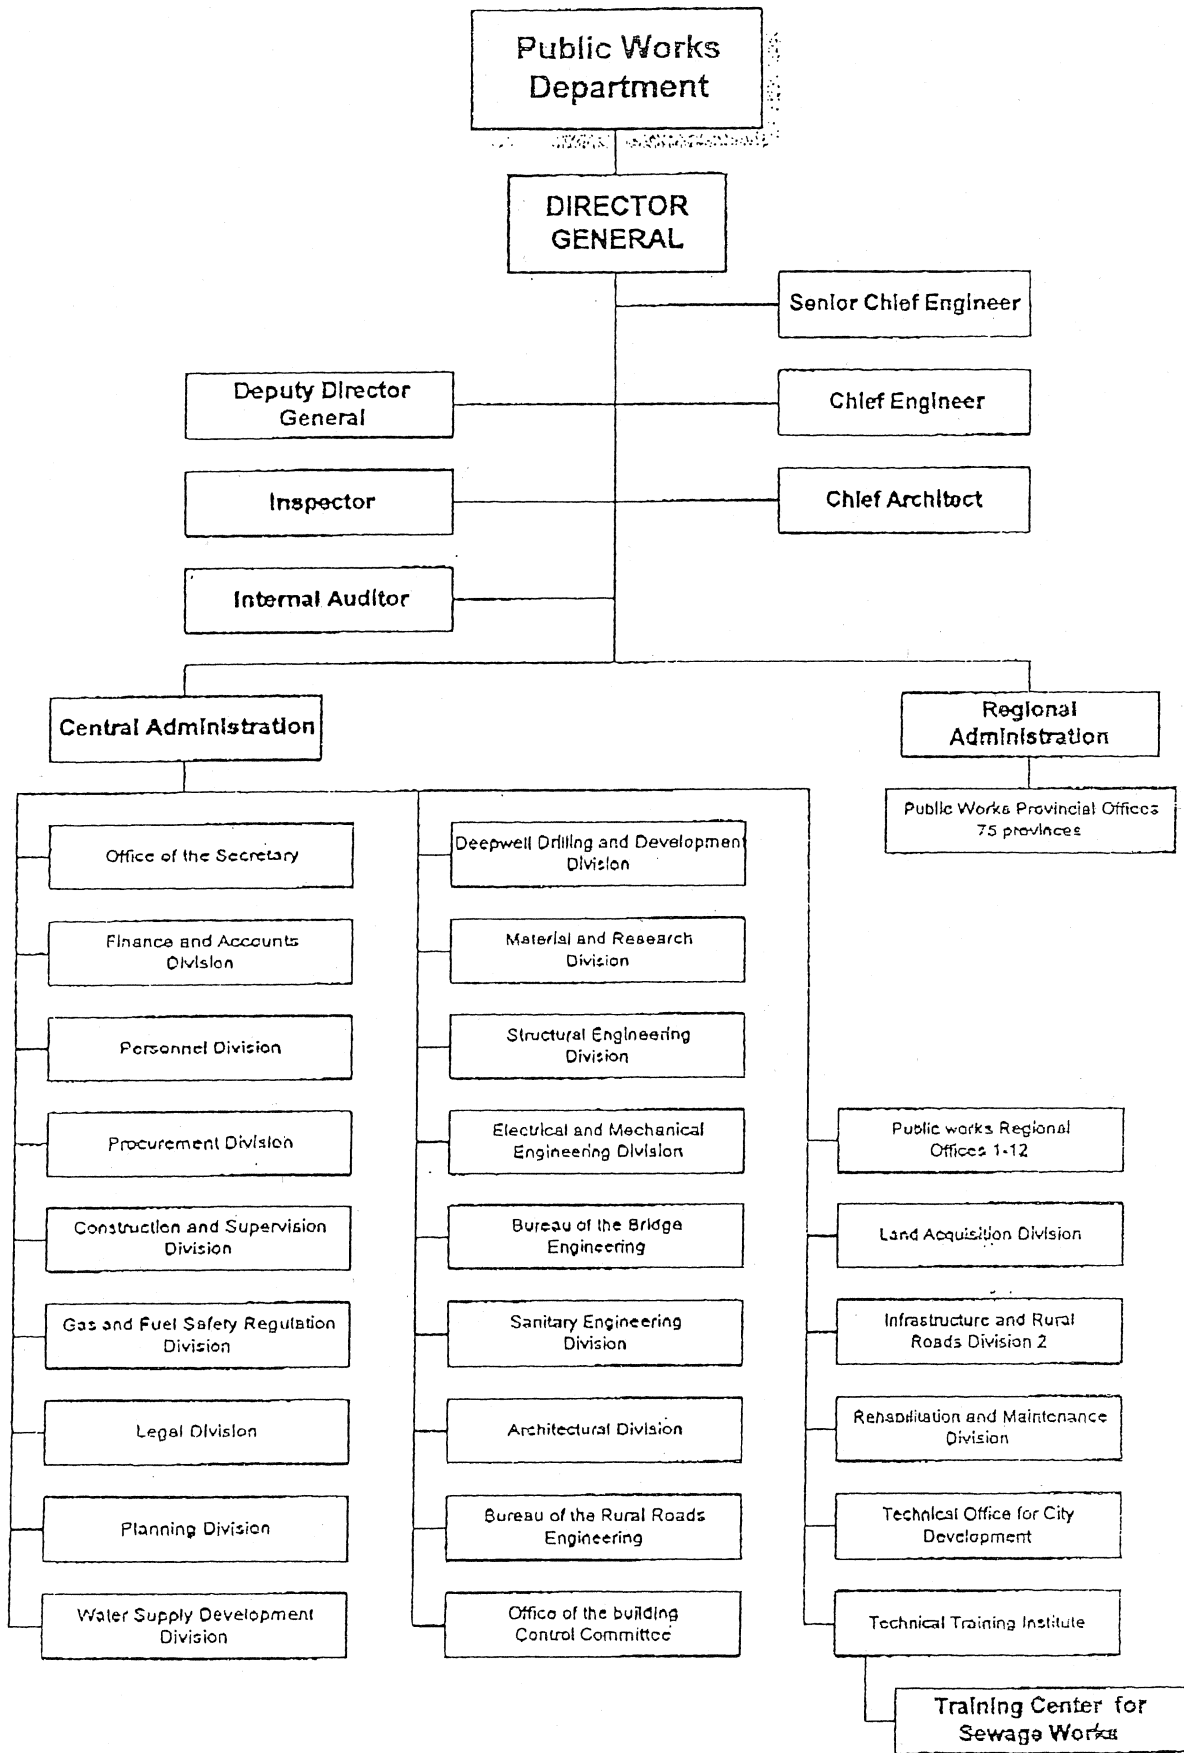 Public Works
Department
DIRECTOR
GENERAL
Senior Chief Engineer
Deputy Director
General
Chief Engineer
Inspector
Chief Architect
Internal Auditor
Central Administration
Regional
Administration
Public Works Provincial Offices
75 provinces
Office of the Secretary
Finance and Accounts
Division
Personnel Division
Procurement Division
Construction and Supervision
Division
Gas and Fuel Safety Regulation
Division
Legal Division
Planning Division
Water Supply Development
Division
Deepwell Drilling and Development
Division
Material and Research
Division
Structural Engineering
Division
Electrical and Mechanical
Engineering Division
Bureau of the Bridge
Engineering
Sanitary Engineering
Division
Architectural Division
Bureau of the Rural Roads
Engineering
Office of the building
Control Committee
Public works Regional
Offices 1-12
Land Acquisition Division
Infrastructure and Rural
Roads Division 2
Rehabilitation and Maintenance
Division
Technical Office for City
Development
Technical Training Institute
Training Center for
Sewage Works